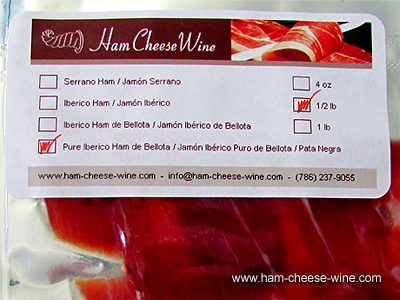 Ham Cheese Wine
Serrano Ham / Jamón Serrano
4 oz
Iberico Ham / Jamón Ibérico
1/2 lb
Iberico Ham de Bellota / Jamón Ibérico de Bellota
1 lb
Pure Iberico Ham de Bellota / Jamón Ibérico Puro de Bellota / Pata Negra
www.ham-cheese-wine.com - info@ham-cheese-wine.com - (786) 237-9055
www.ham-cheese-wine.com